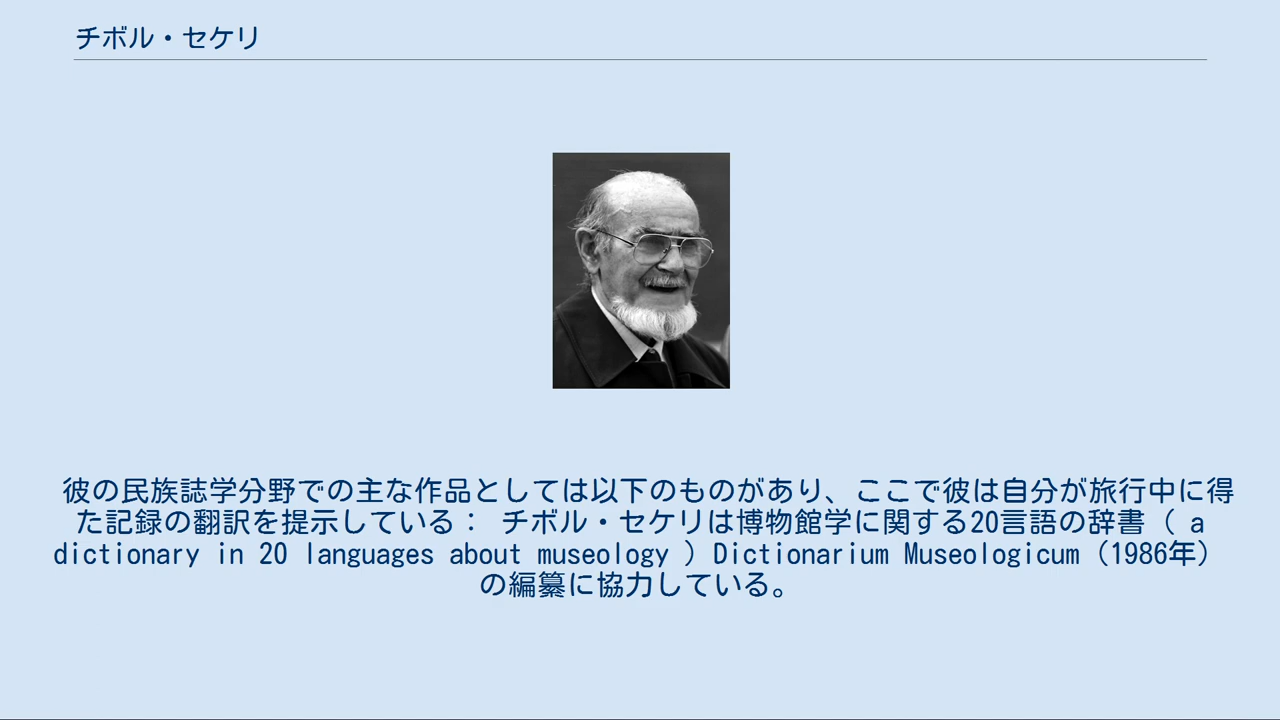 チボル・セケリ
彼の民族誌学分野での主な作品としては以下のものがあり、ここで彼は自分が旅行中に得
た記録の翻訳を提示している： チボル・セケリは博物館学に関する20言語の辞書（ a
dictionary in 20 languages about museology ）Dictionarium Museologicum（1986年）
の編纂に協力している。